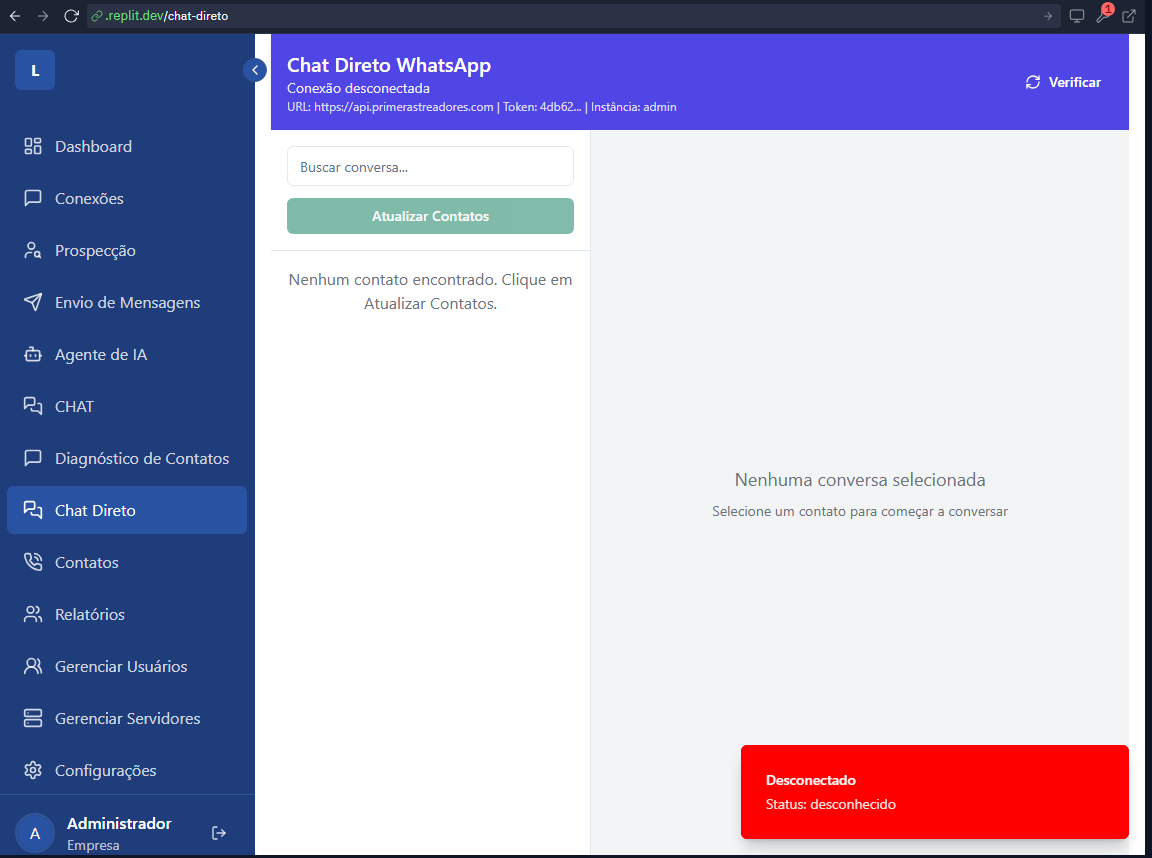 .replit.dev/chat-direto
1
L
Dashboard
Conexões
Prospecção
Envio de Mensagens
Agente de IA
CHAT
Diagnóstico de Contatos
Chat Direto
Contatos
Relatórios
Gerenciar Usuários
Gerenciar Servidores
Configurações
A
Administrador
Empresa
Chat Direto WhatsApp
Conexão desconectada
URL: https://api.primerastreadores.com | Token: 4db62... | Instância: admin
Verificar
Buscar conversa...
Atualizar Contatos
Nenhum contato encontrado. Clique em
Atualizar Contatos.
Nenhuma conversa selecionada
Selecione um contato para começar a conversar
Desconectado
Status: desconhecido